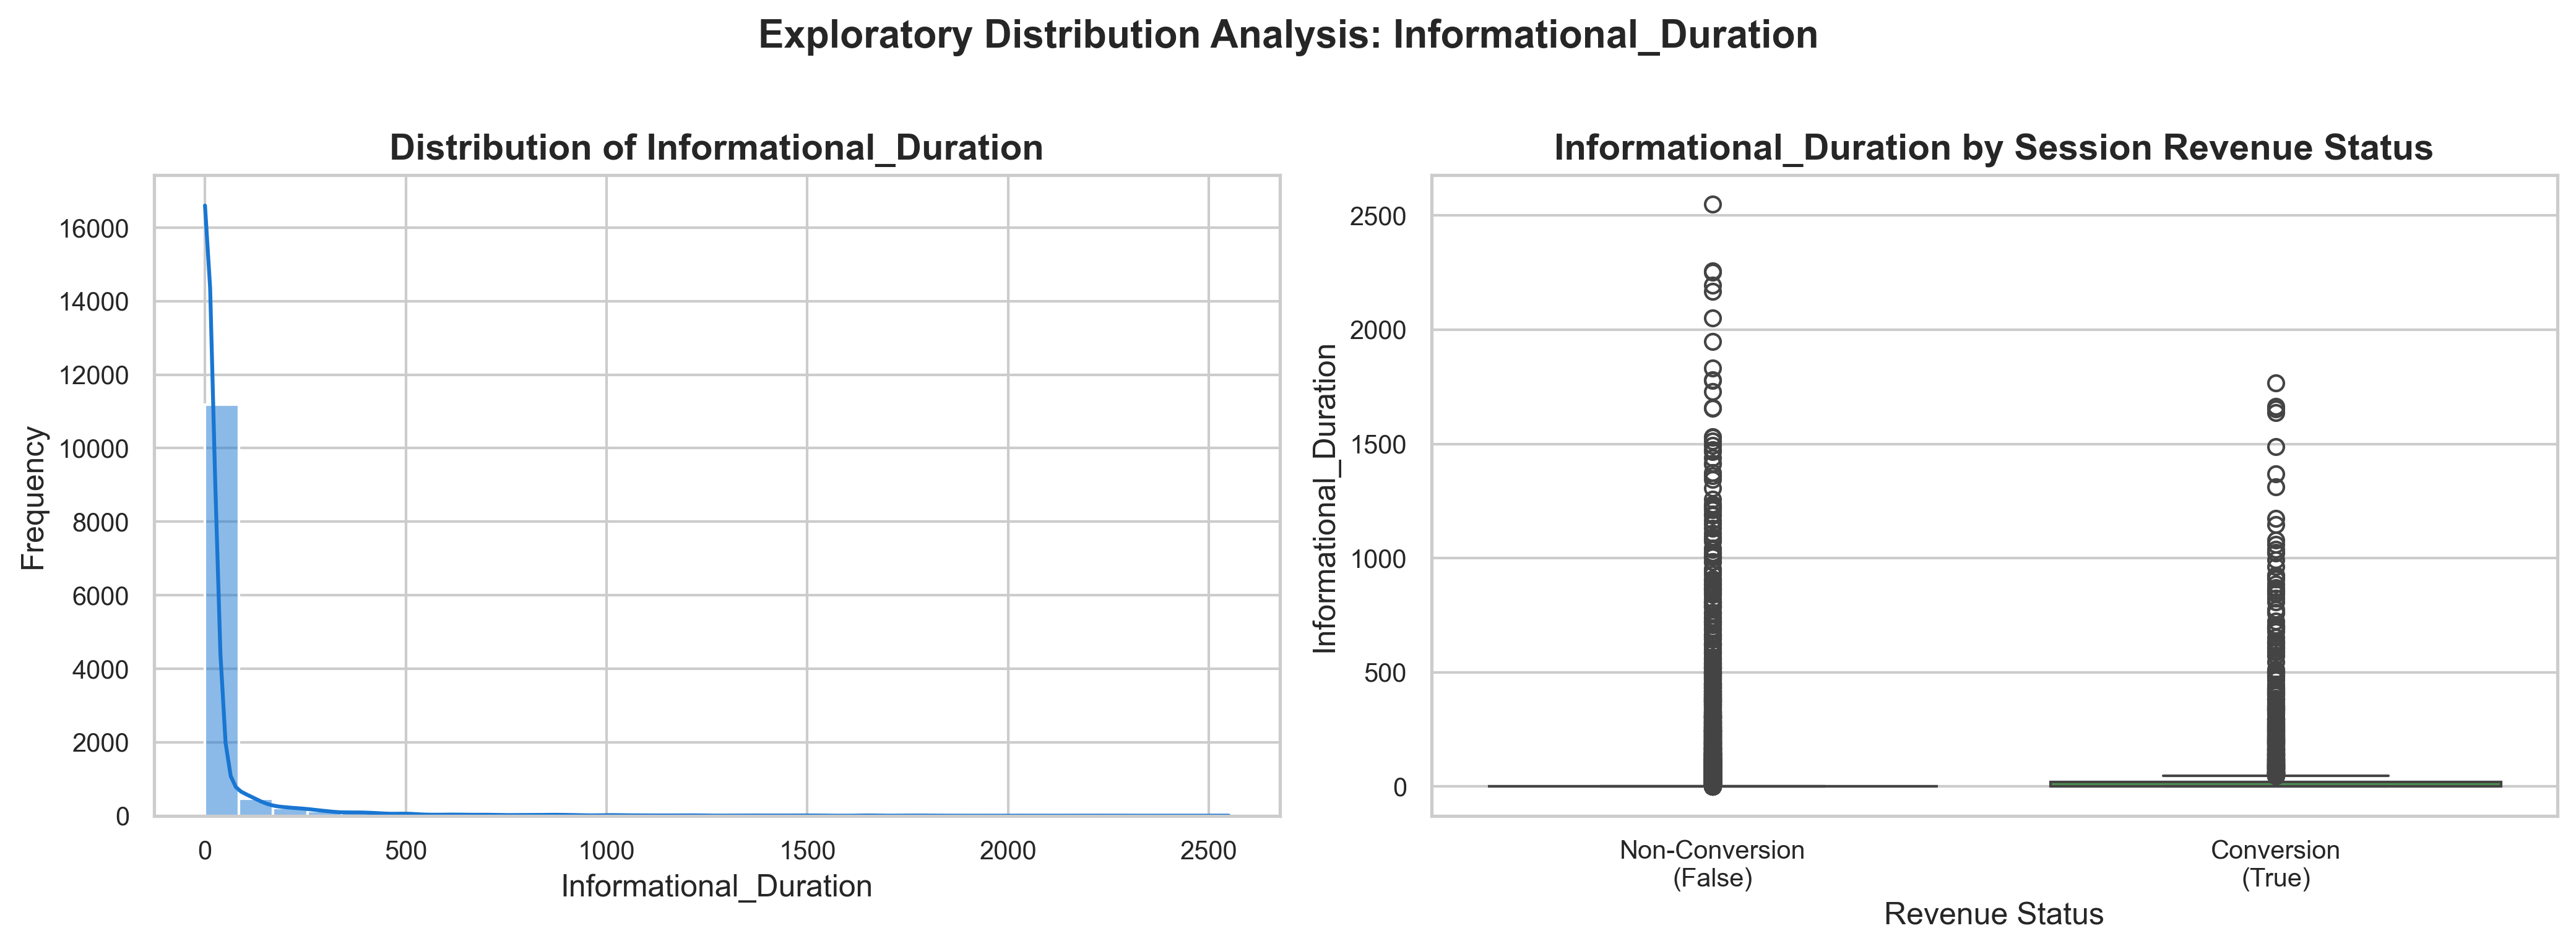 Exploratory Distribution Analysis: Informational_Duration
Distribution of Informational_Duration
Frequency
16000
14000
12000
10000
8000
6000
4000
2000
0
0 500 1000 1500 2000 2500
Informational_Duration
Informational_Duration by Session Revenue Status
Informational_Duration
2500
2000
1500
1000
500
0
Non-Conversion
(False)
Conversion
(True)
Revenue Status